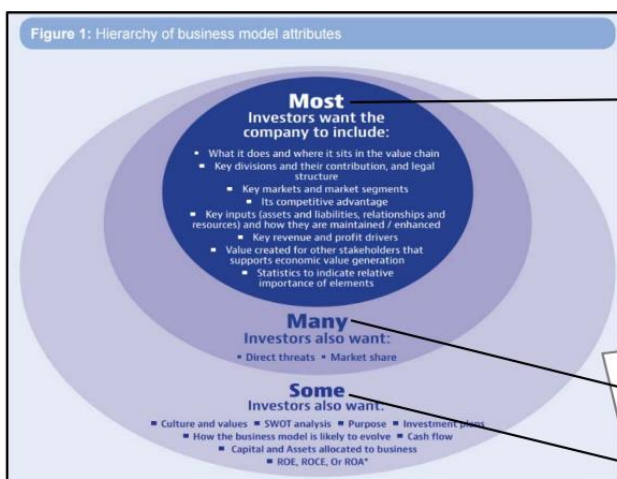 Figure 1: Hierarchy of business model attributes
Most
Investors want the
company to include:
▪ What it does and where it sits in the value chain
▪ Key divisions and their contribution, and legal
structure
▪ Key markets and market segments
▪ Its competitive advantage
▪ Key inputs (assets and liabilities, relationships and
resources) and how they are maintained / enhanced
▪ Key revenue and profit drivers
▪ Value created for other stakeholders that
supports economic value generation
▪ Statistics to indicate relative
importance of elements
Many
Investors also want:
▪ Direct threats ▪ Market share
Some
Investors also want:
▪ Culture and values ▪ SWOT analysis ▪ Purpose ▪ Investment plans
▪ How the business model is likely to evolve ▪ Cash flow
▪ Capital and Assets allocated to business
▪ ROE, ROCE, Or ROA*